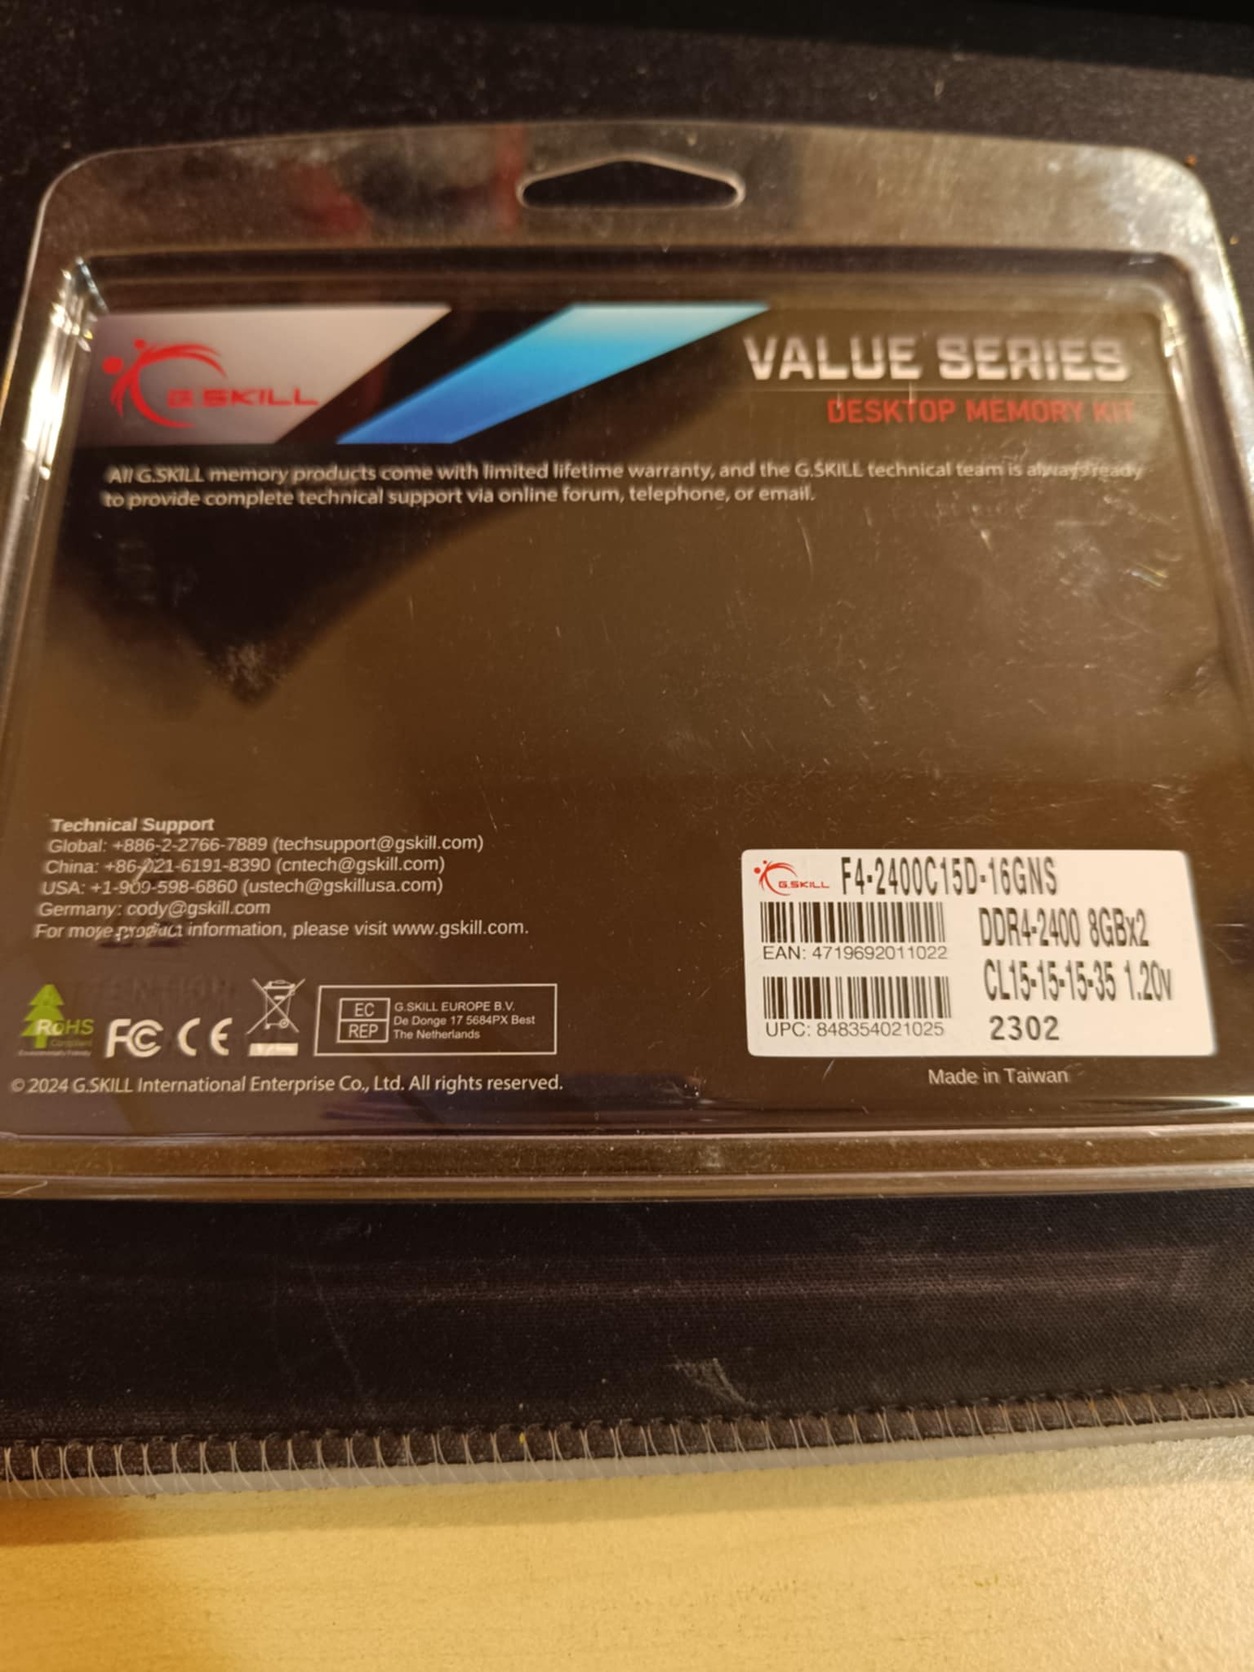 G.SKILL
VALUE SERIES
DESKTOP MEMORY KIT
All G.SKILL memory products come with limited lifetime warranty, and the G.SKILL technical team is always ready
to provide complete technical support via online forum, telephone, or email.
Technical Support
Global: +886-2-2766-7889 (techsupport@gskill.com)
China: +86-021-6191-8390 (cntech@gskill.com)
USA: +1-909-598-6860 (ustech@gskillusa.com)
Germany: cody@gskill.com
For more product information, please visit www.gskill.com.
RoHS
Compliant
Environmentally Friendly
FC CE
EC REP
G.SKILL EUROPE B.V.
De Donge 17 5684PX Best
The Netherlands
© 2024 G.SKILL International Enterprise Co., Ltd. All rights reserved.
G.SKILL F4-2400C15D-16GNS
DDR4-2400 8GBx2
EAN: 4719692011022
CL15-15-15-35 1.20v
UPC: 848354021025
2302
Made in Taiwan